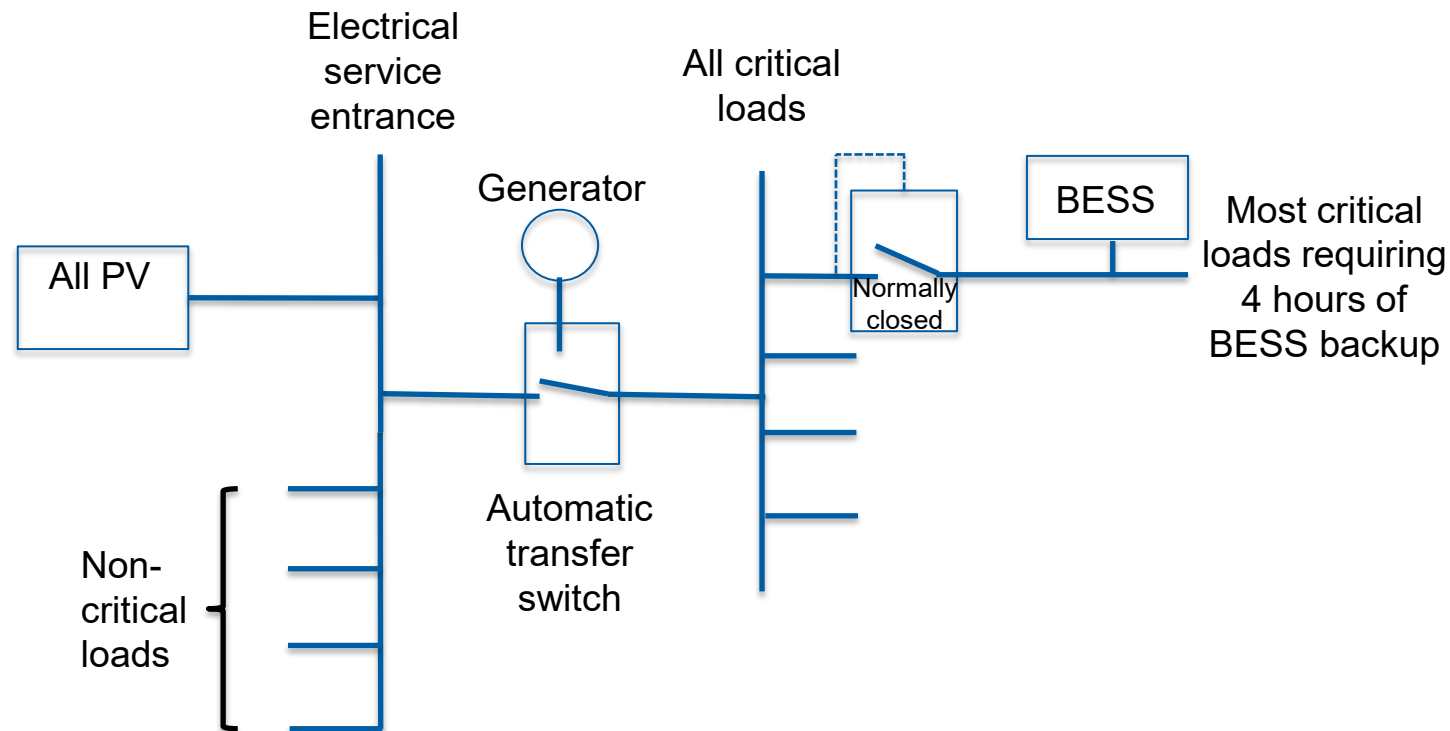 Electrical
service
entrance
All critical
loads
Generator
BESS
Most critical
loads requiring
4 hours of
BESS backup
All PV
Normally
closed
Automatic
transfer
switch
Non-
critical
loads